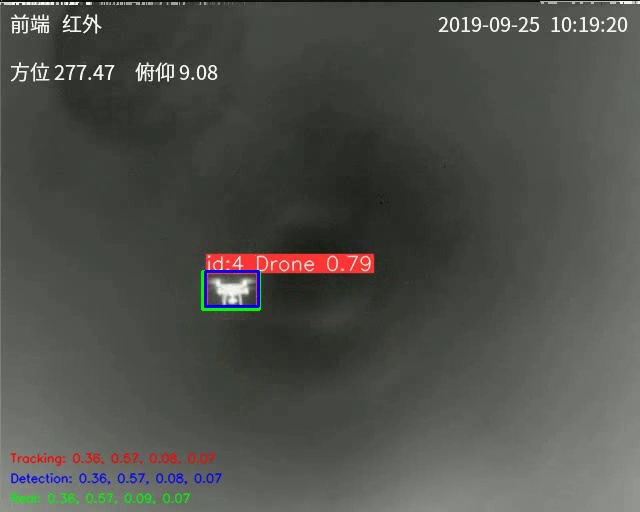 前端 红外 2019-09-25 10:19:20
方位 277.47 俯仰 9.08
id:4 Drone 0.79
Tracking: 0.36, 0.57, 0.08, 0.07
Detection: 0.36, 0.57, 0.08, 0.07
Real: 0.36, 0.57, 0.09, 0.07